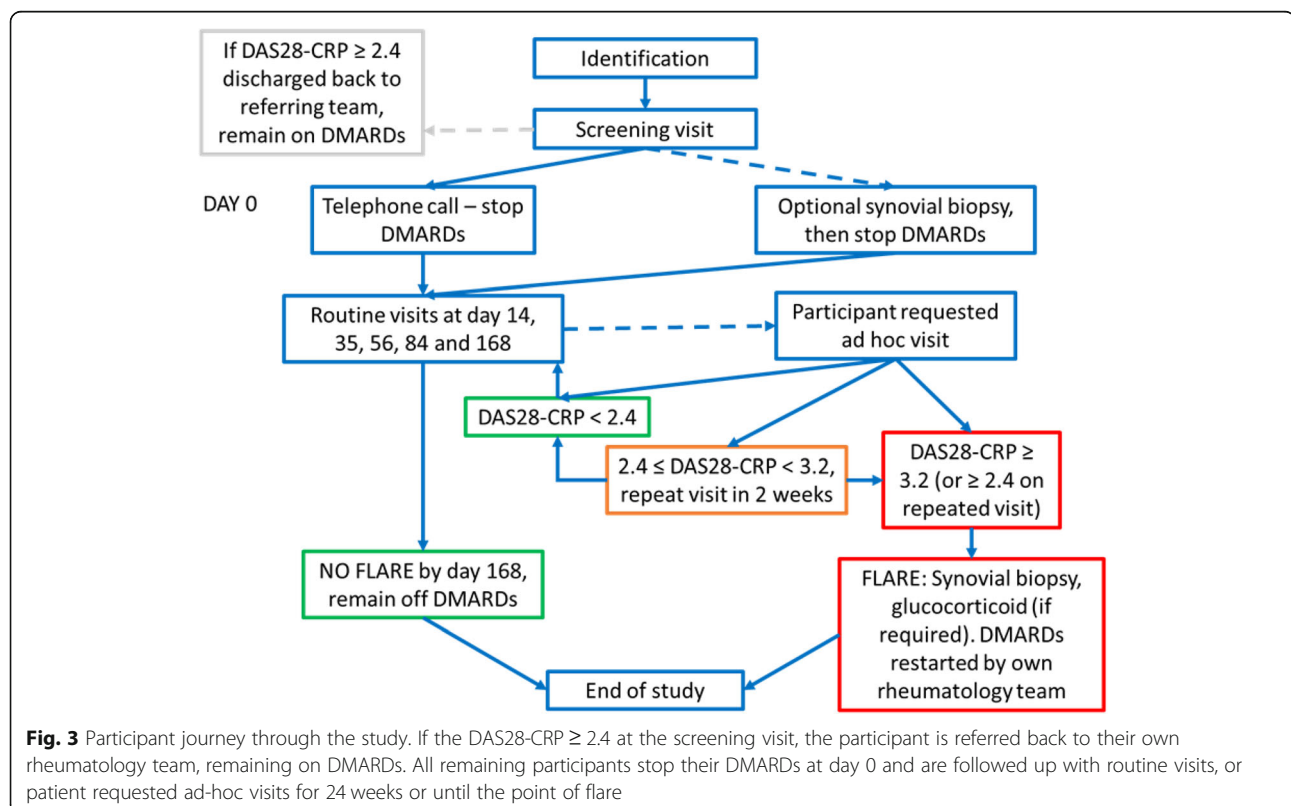 If DAS28-CRP ≥ 2.4
discharged back to
referring team,
remain on DMARDs
Identification
Screening visit
DAY 0
Telephone call – stop
DMARDs
Optional synovial biopsy,
then stop DMARDs
Routine visits at day 14,
35, 56, 84 and 168
Participant requested
ad hoc visit
DAS28-CRP < 2.4
2.4 ≤ DAS28-CRP < 3.2,
repeat visit in 2 weeks
DAS28-CRP ≥
3.2 (or ≥ 2.4 on
repeated visit)
NO FLARE by day 168,
remain off DMARDs
FLARE: Synovial biopsy,
glucocorticoid (if
required). DMARDs
restarted by own
rheumatology team
End of study
Fig. 3 Participant journey through the study. If the DAS28-CRP ≥ 2.4 at the screening visit, the participant is referred back to their own
rheumatology team, remaining on DMARDs. All remaining participants stop their DMARDs at day 0 and are followed up with routine visits, or
patient requested ad-hoc visits for 24 weeks or until the point of flare